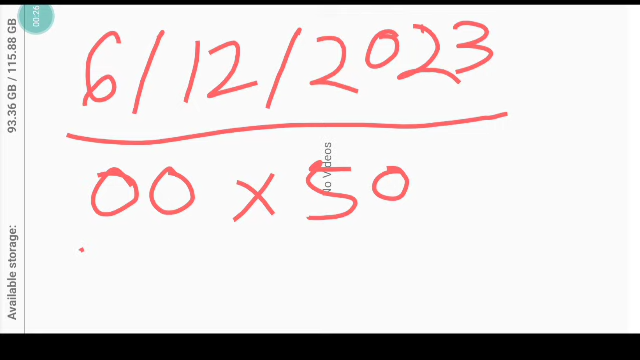 00:26
6/12/2023
00 x 50
No Videos
Available storage: 93.36 GB / 115.88 GB